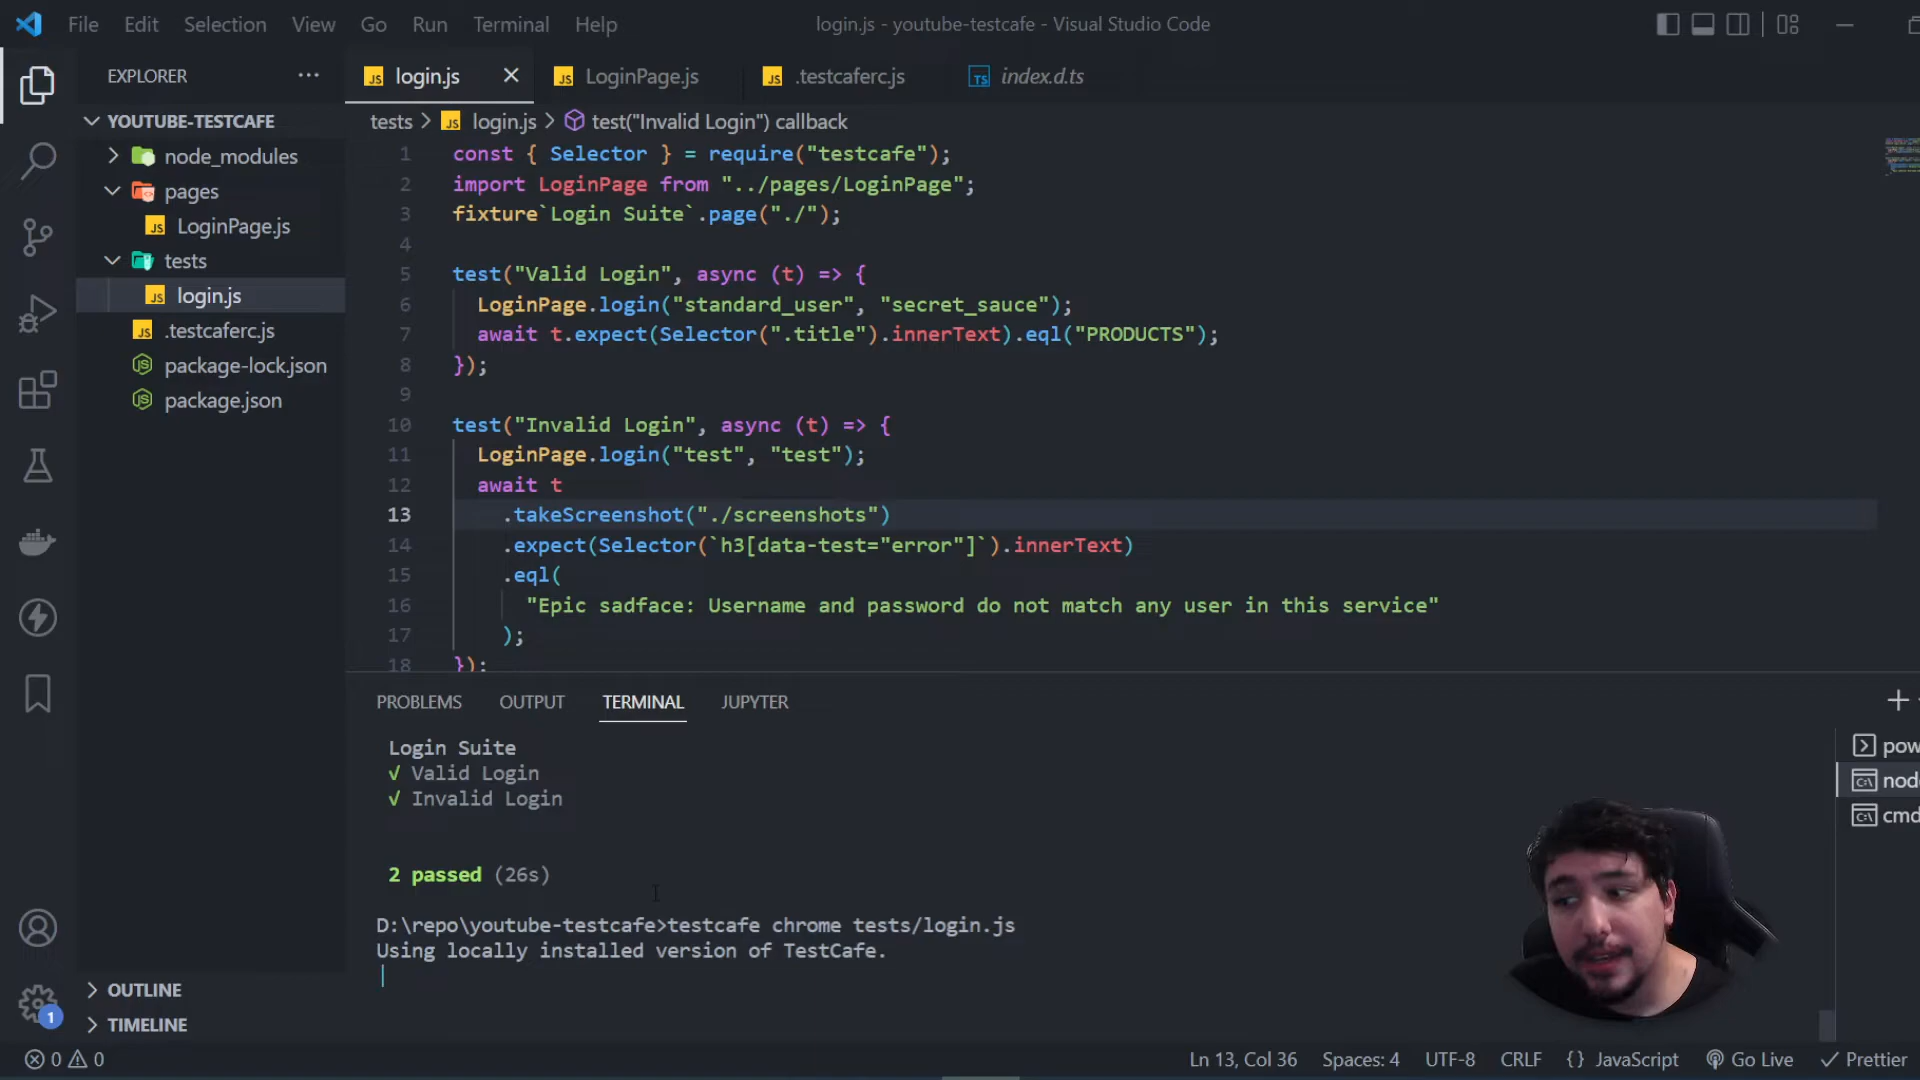 File Edit Selection View Go Run Terminal Help
login.js - youtube-testcafe - Visual Studio Code
EXPLORER
login.js
LoginPage.js
.testcaferc.js
index.d.ts
YOUTUBE-TESTCAFE
node_modules
pages
LoginPage.js
tests
login.js
.testcaferc.js
package-lock.json
package.json
OUTLINE
TIMELINE
tests > login.js > test("Invalid Login") callback
1 const { Selector } = require("testcafe");
2 import LoginPage from "../pages/LoginPage";
3 fixture`Login Suite`.page("./");
4
5 test("Valid Login", async (t) => {
6 LoginPage.login("standard_user", "secret_sauce");
7 await t.expect(Selector(".title").innerText).eql("PRODUCTS");
8 });
9
10 test("Invalid Login", async (t) => {
11 LoginPage.login("test", "test");
12 await t
13 .takeScreenshot("./screenshots")
14 .expect(Selector(`h3[data-test="error"]`).innerText)
15 .eql(
16 "Epic sadface: Username and password do not match any user in this service"
17 );
18 });
PROBLEMS OUTPUT TERMINAL JUPYTER
Login Suite
√ Valid Login
√ Invalid Login
2 passed (26s)
D:\repo\youtube-testcafe>testcafe chrome tests/login.js
Using locally installed version of TestCafe.
pow
node
cmd
1
0 0
Ln 13, Col 36 Spaces: 4 UTF-8 CRLF {} JavaScript Go Live Prettier